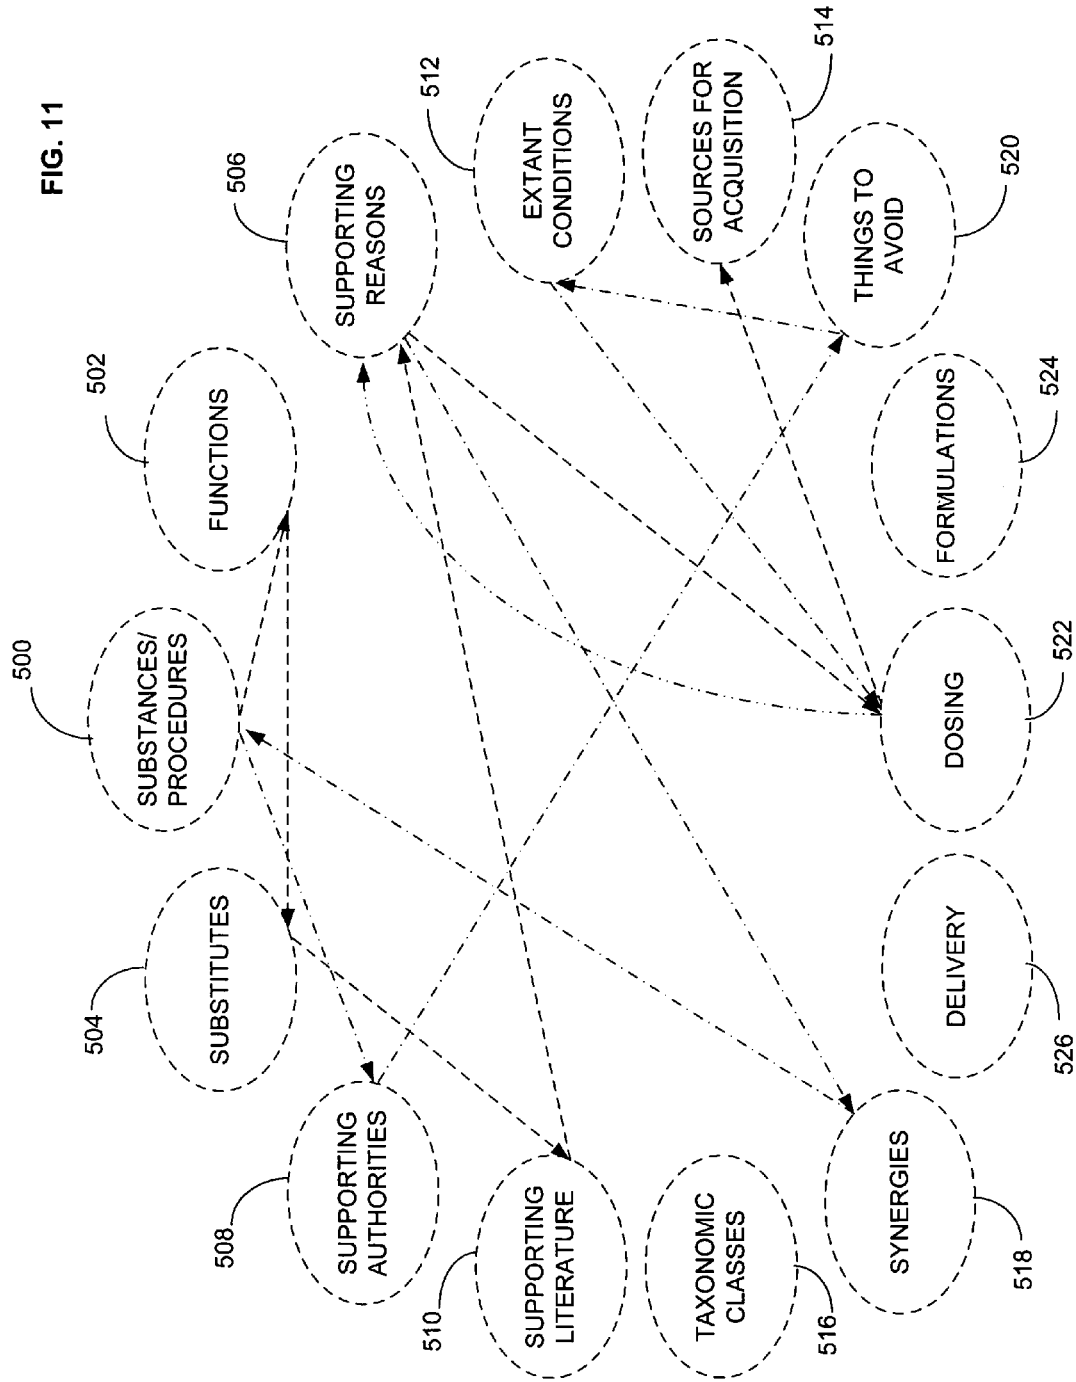 FIG. 11
500
SUBSTANCES/
PROCEDURES
502
FUNCTIONS
504
SUBSTITUTES
506
SUPPORTING
REASONS
508
SUPPORTING
AUTHORITIES
510
SUPPORTING
LITERATURE
512
EXTANT
CONDITIONS
514
SOURCES FOR
ACQUISITION
516
TAXONOMIC
CLASSES
518
SYNERGIES
520
THINGS TO
AVOID
522
DOSING
524
FORMULATIONS
526
DELIVERY